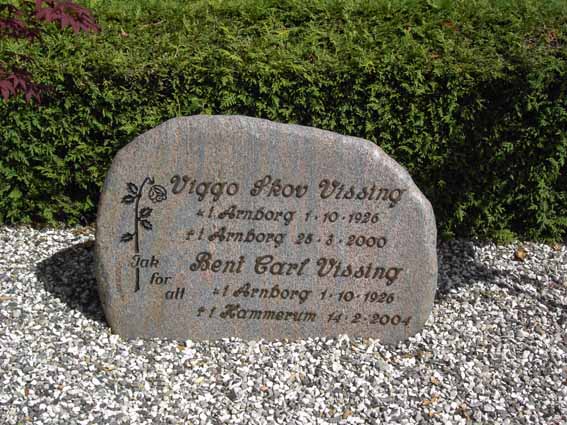 Viggo Skov Vissing
* i Arnborg 1-10-1926
† i Arnborg 25-3-2000
Beni Carl Vissing
* i Arnborg 1-10-1926
† i Hammerum 14-2-2004
Tak
for
alt